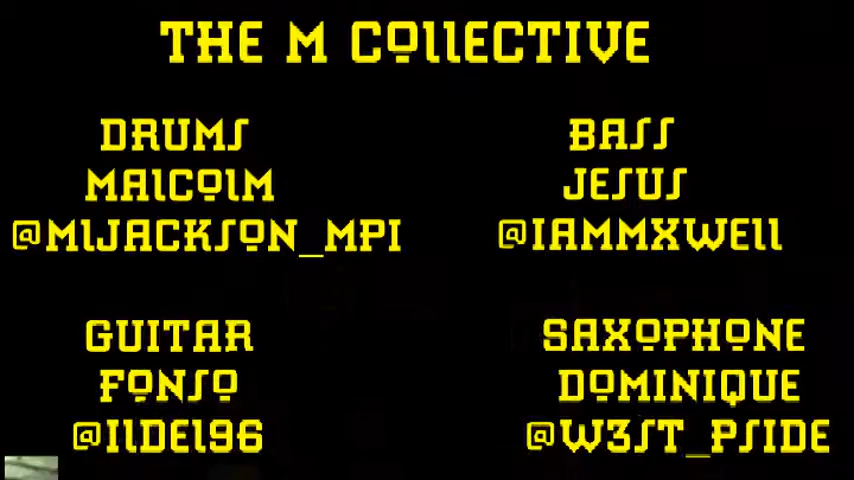 THE M COllECTIVE
DRUMS
MAlCOlM
@MlJACKSON_MPI
BASS
JESUS
@IAMMXWEll
GUITAR
FONSO
@IlDEl96
SAXOPHONE
DOMINIQUE
@W3ST_PSIDE